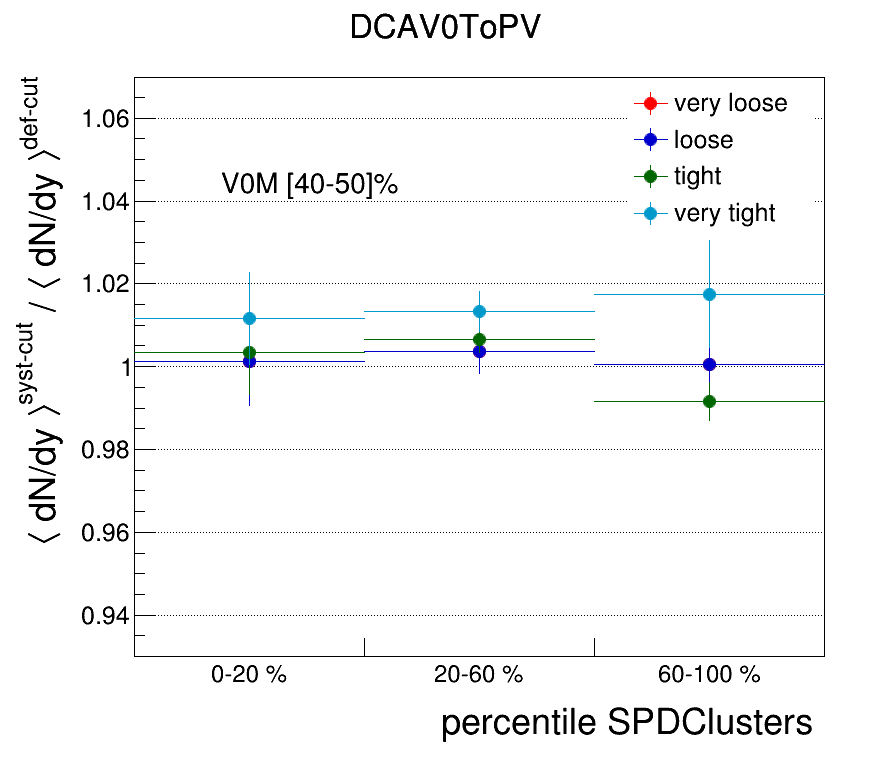 DCAV0ToPV
⟨ dN/dy ⟩^syst-cut / ⟨ dN/dy ⟩^def-cut
1.06
1.04
1.02
1
0.98
0.96
0.94
V0M [40-50]%
very loose
loose
tight
very tight
0-20 %
20-60 %
60-100 %
percentile SPDClusters